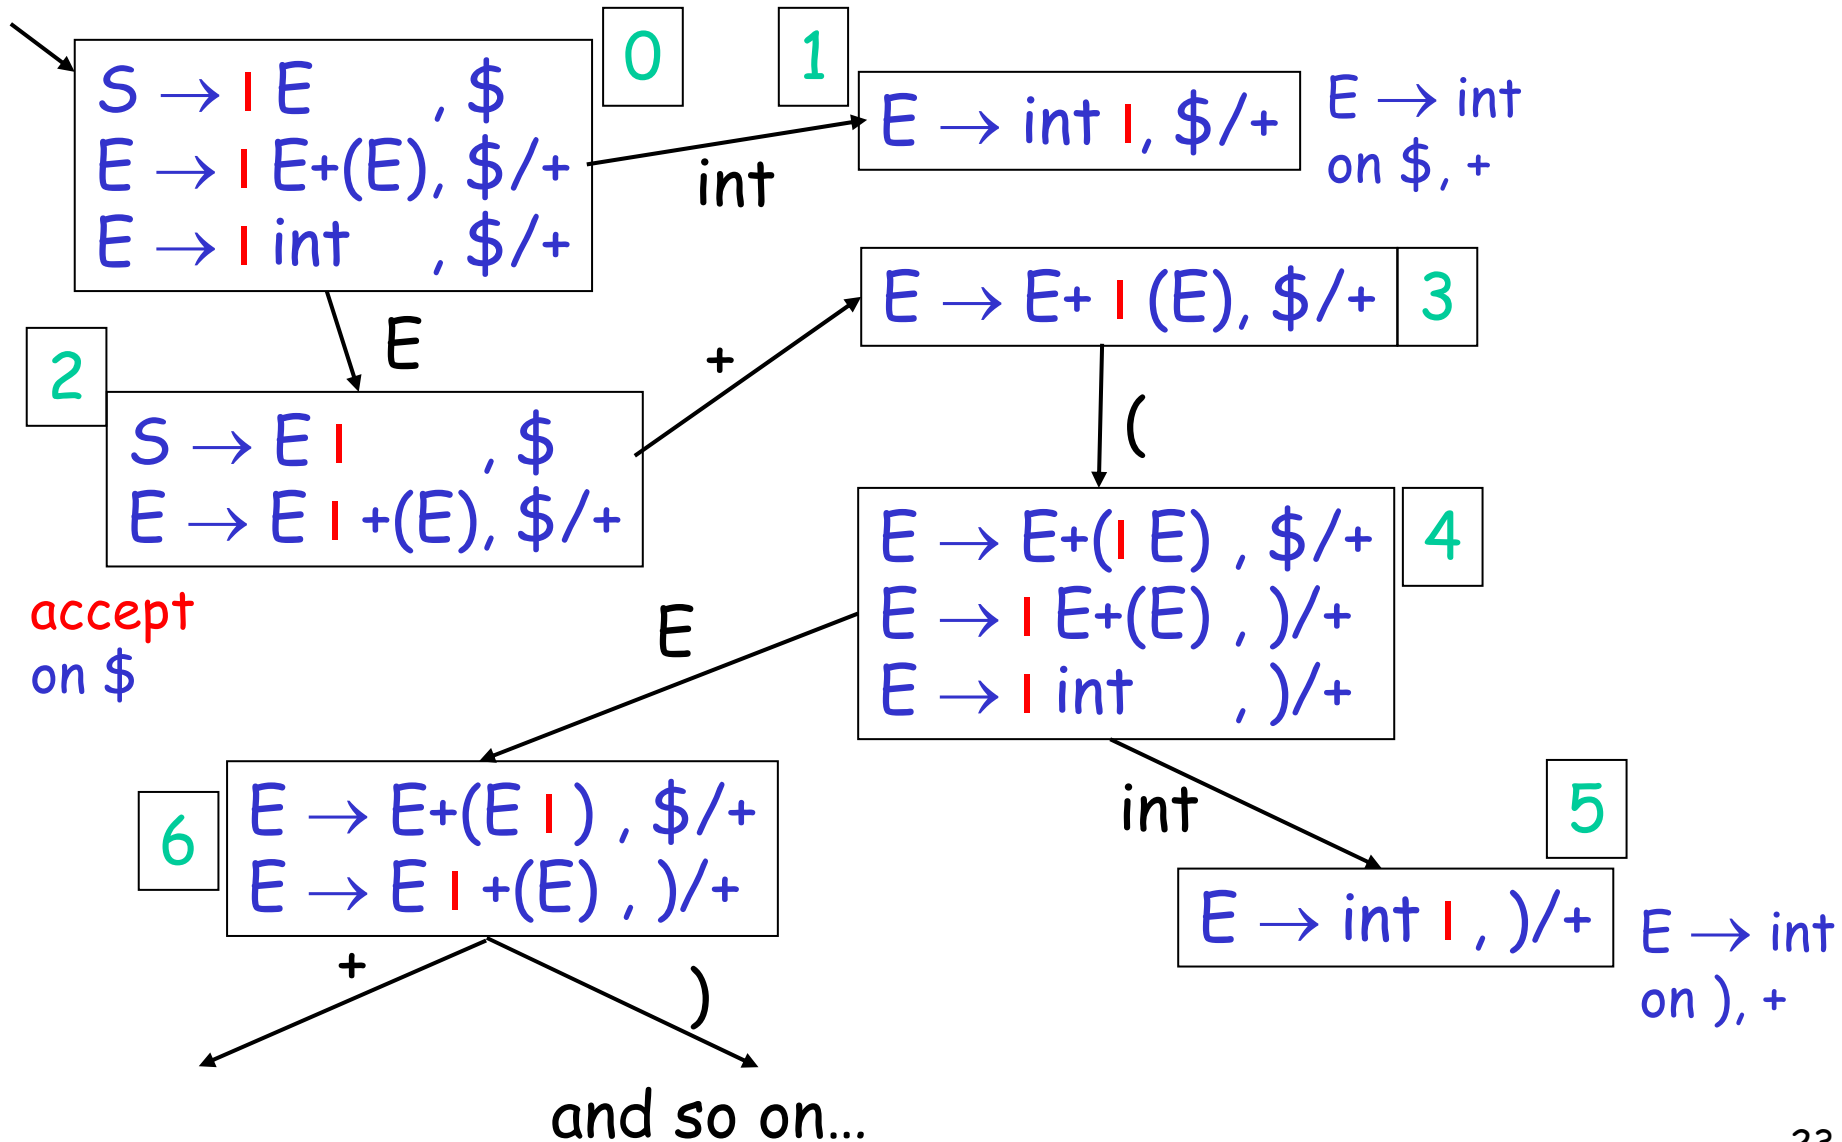 0
S → | E , $
E → | E+(E), $/+
E → | int , $/+
1
E → int |, $/+
E → int
on $, +
int
E
+
E → E+ | (E), $/+
3
2
S → E | , $
E → E | +(E), $/+
accept
on $
(
4
E → E+(| E) , $/+
E → | E+(E) , )/+
E → | int , )/+
E
int
6
E → E+(E | ) , $/+
E → E | +(E) , )/+
5
E → int | , )/+
E → int
on ), +
+
)
and so on...
23